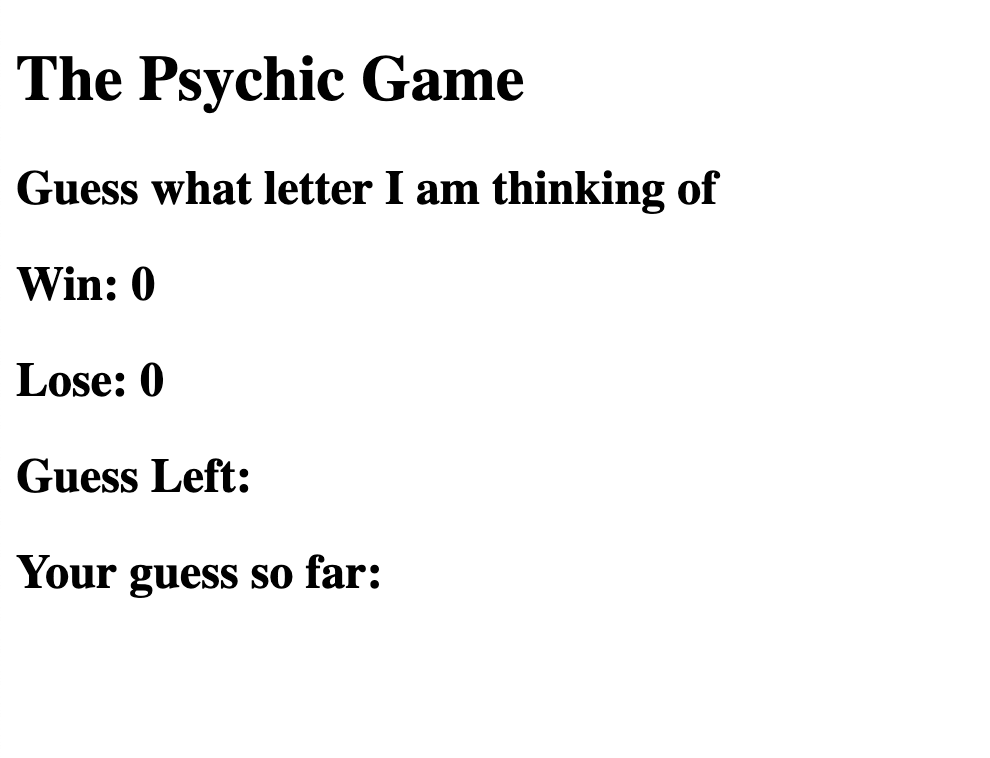 The Psychic Game
Guess what letter I am thinking of
Win: 0
Lose: 0
Guess Left:
Your guess so far: